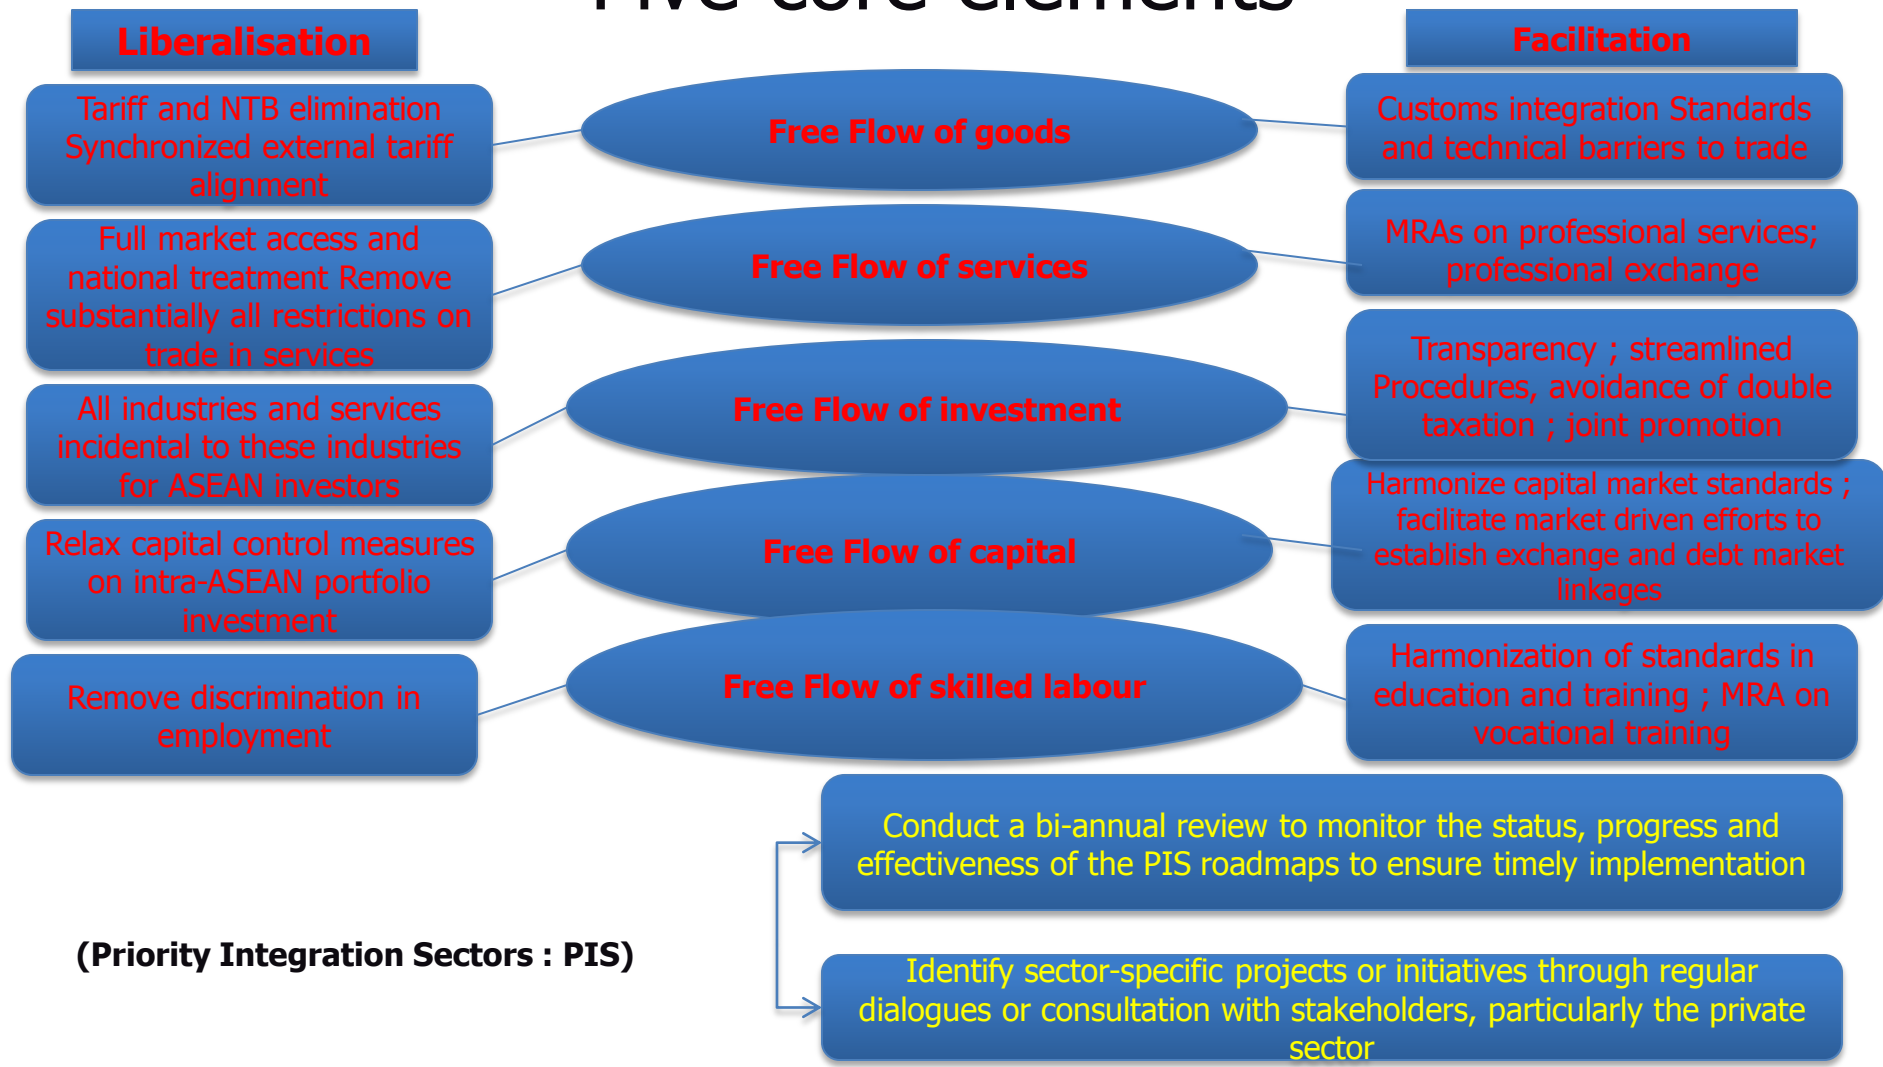 Five core elements
Liberalisation
Facilitation
Tariff and NTB elimination
Synchronized external tariff
alignment
Free Flow of goods
Customs integration Standards
and technical barriers to trade
Full market access and
national treatment Remove
substantially all restrictions on
trade in services
Free Flow of services
MRAs on professional services;
professional exchange
All industries and services
incidental to these industries
for ASEAN investors
Free Flow of investment
Transparency ; streamlined
Procedures, avoidance of double
taxation ; joint promotion
Relax capital control measures
on intra-ASEAN portfolio
investment
Free Flow of capital
Harmonize capital market standards ;
facilitate market driven efforts to
establish exchange and debt market
linkages
Remove discrimination in
employment
Free Flow of skilled labour
Harmonization of standards in
education and training ; MRA on
vocational training
Conduct a bi-annual review to monitor the status, progress and
effectiveness of the PIS roadmaps to ensure timely implementation
(Priority Integration Sectors : PIS)
Identify sector-specific projects or initiatives through regular
dialogues or consultation with stakeholders, particularly the private
sector